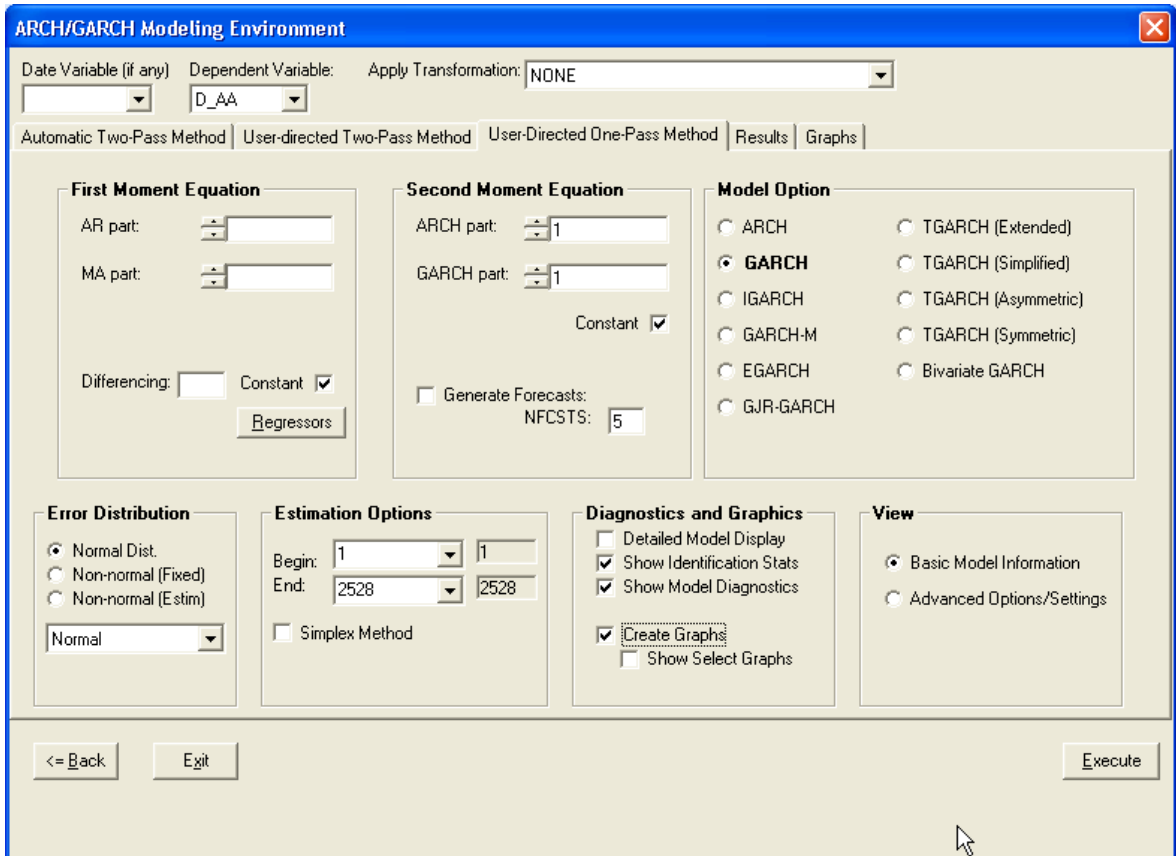 ARCH/GARCH Modeling Environment
Date Variable (if any) Dependent Variable: Apply Transformation: NONE
D_AA
Automatic Two-Pass Method User-directed Two-Pass Method User-Directed One-Pass Method Results Graphs
First Moment Equation
AR part:
MA part:
Differencing: Constant
Regressors
Second Moment Equation
ARCH part: 1
GARCH part: 1
Constant
Generate Forecasts:
NFCSTS: 5
Model Option
ARCH
GARCH
IGARCH
GARCH-M
EGARCH
GJR-GARCH
TGARCH (Extended)
TGARCH (Simplified)
TGARCH (Asymmetric)
TGARCH (Symmetric)
Bivariate GARCH
Error Distribution
Normal Dist.
Non-normal (Fixed)
Non-normal (Estim)
Normal
Estimation Options
Begin: 1 1
End: 2528 2528
Simplex Method
Diagnostics and Graphics
Detailed Model Display
Show Identification Stats
Show Model Diagnostics
Create Graphs
Show Select Graphs
View
Basic Model Information
Advanced Options/Settings
<= Back Exit Execute